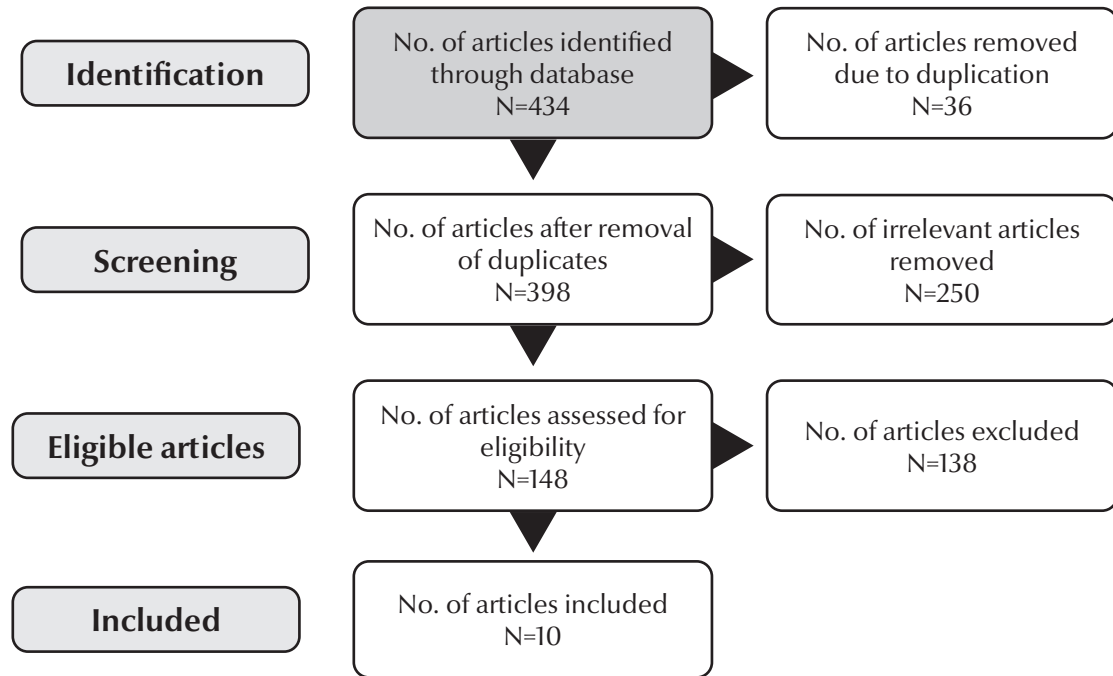 Identification
No. of articles identified
through database
N=434
No. of articles removed
due to duplication
N=36
Screening
No. of articles after removal
of duplicates
N=398
No. of irrelevant articles
removed
N=250
Eligible articles
No. of articles assessed for
eligibility
N=148
No. of articles excluded
N=138
Included
No. of articles included
N=10